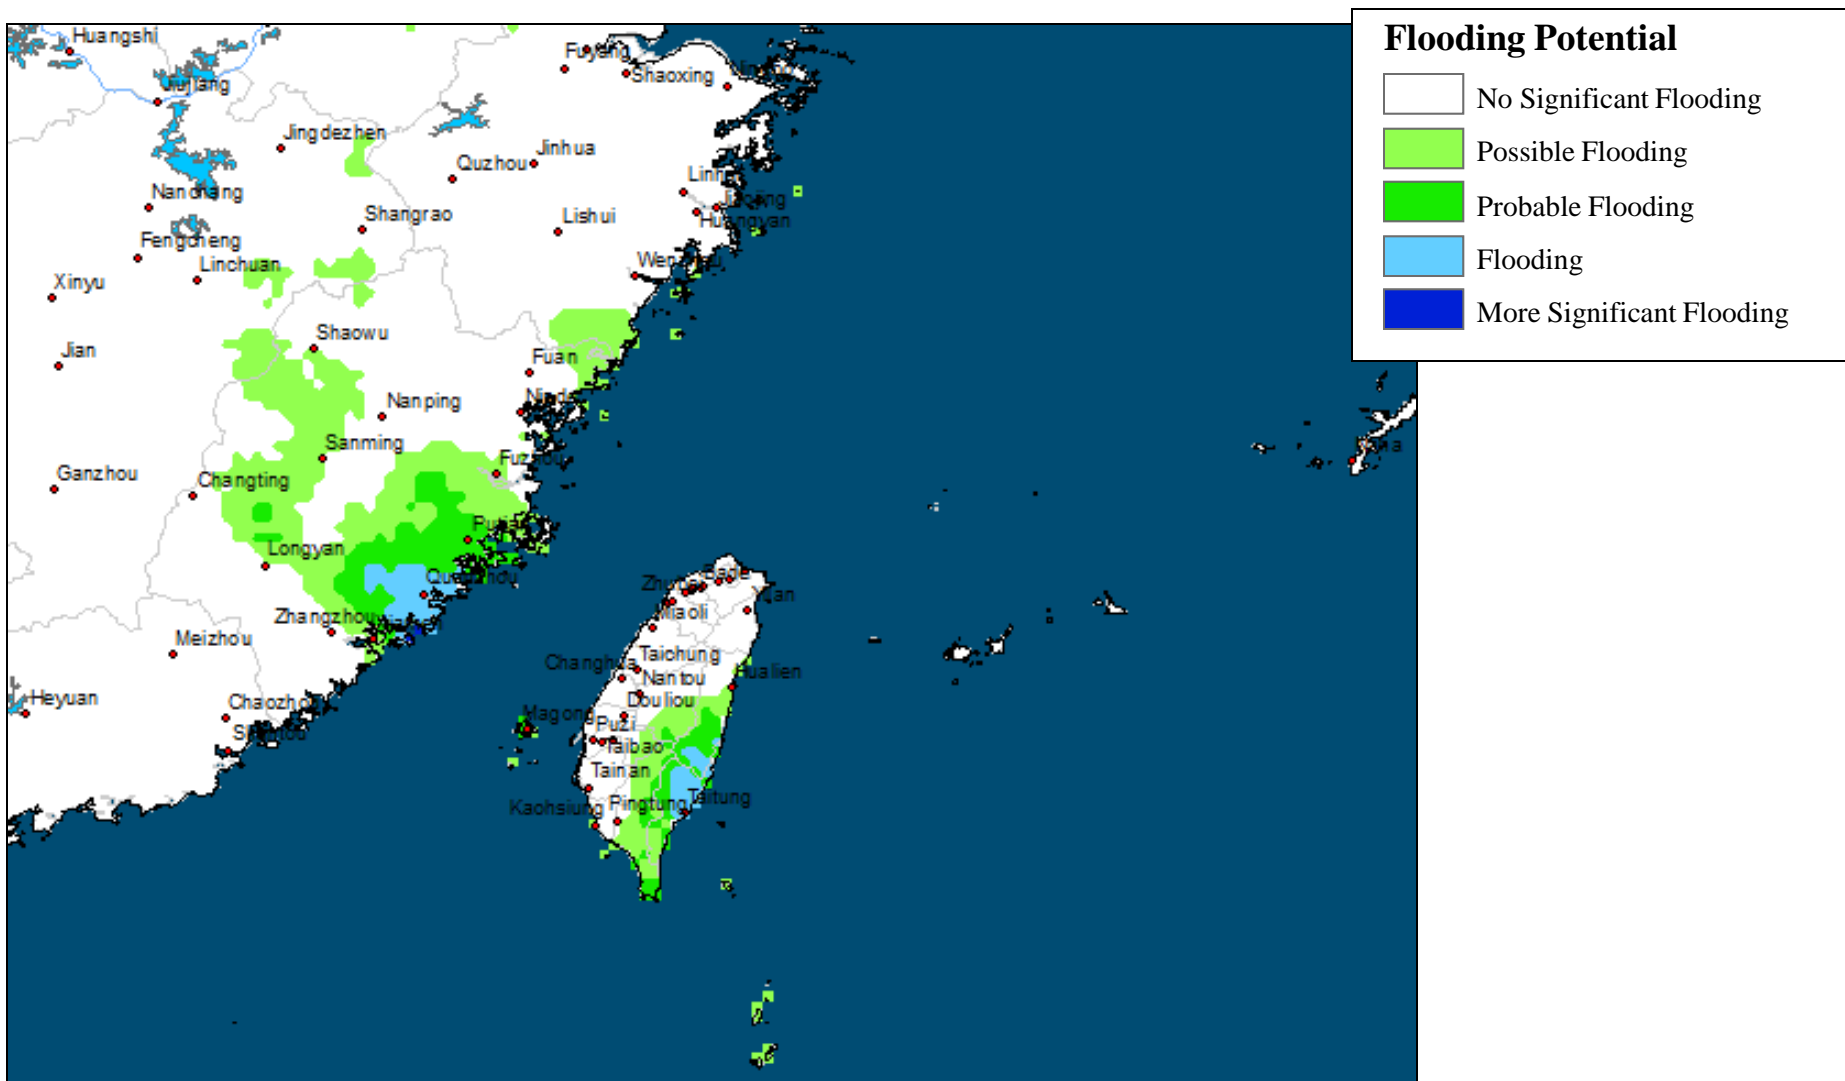 Flooding Potential
No Significant Flooding
Possible Flooding
Probable Flooding
Flooding
More Significant Flooding
Huangshi
Fuyang
Shaoxing
Jiujiang
Jingdezhen
Jinhua
Quzhou
Nanchang
Shangrao
Lishui
Huangyan
Fengcheng
Linchuan
Xinyu
Shaowu
Jian
Fuan
Nanping
Sanming
Ganzhou
Changting
Longyan
Zhangzhou
Meizhou
Miaoli
Taichung
Nantou
Hualien
Heyuan
Douliou
Magong
Puzi
Taibao
Tainan
Kaohsiung
Pingtung
Taitung